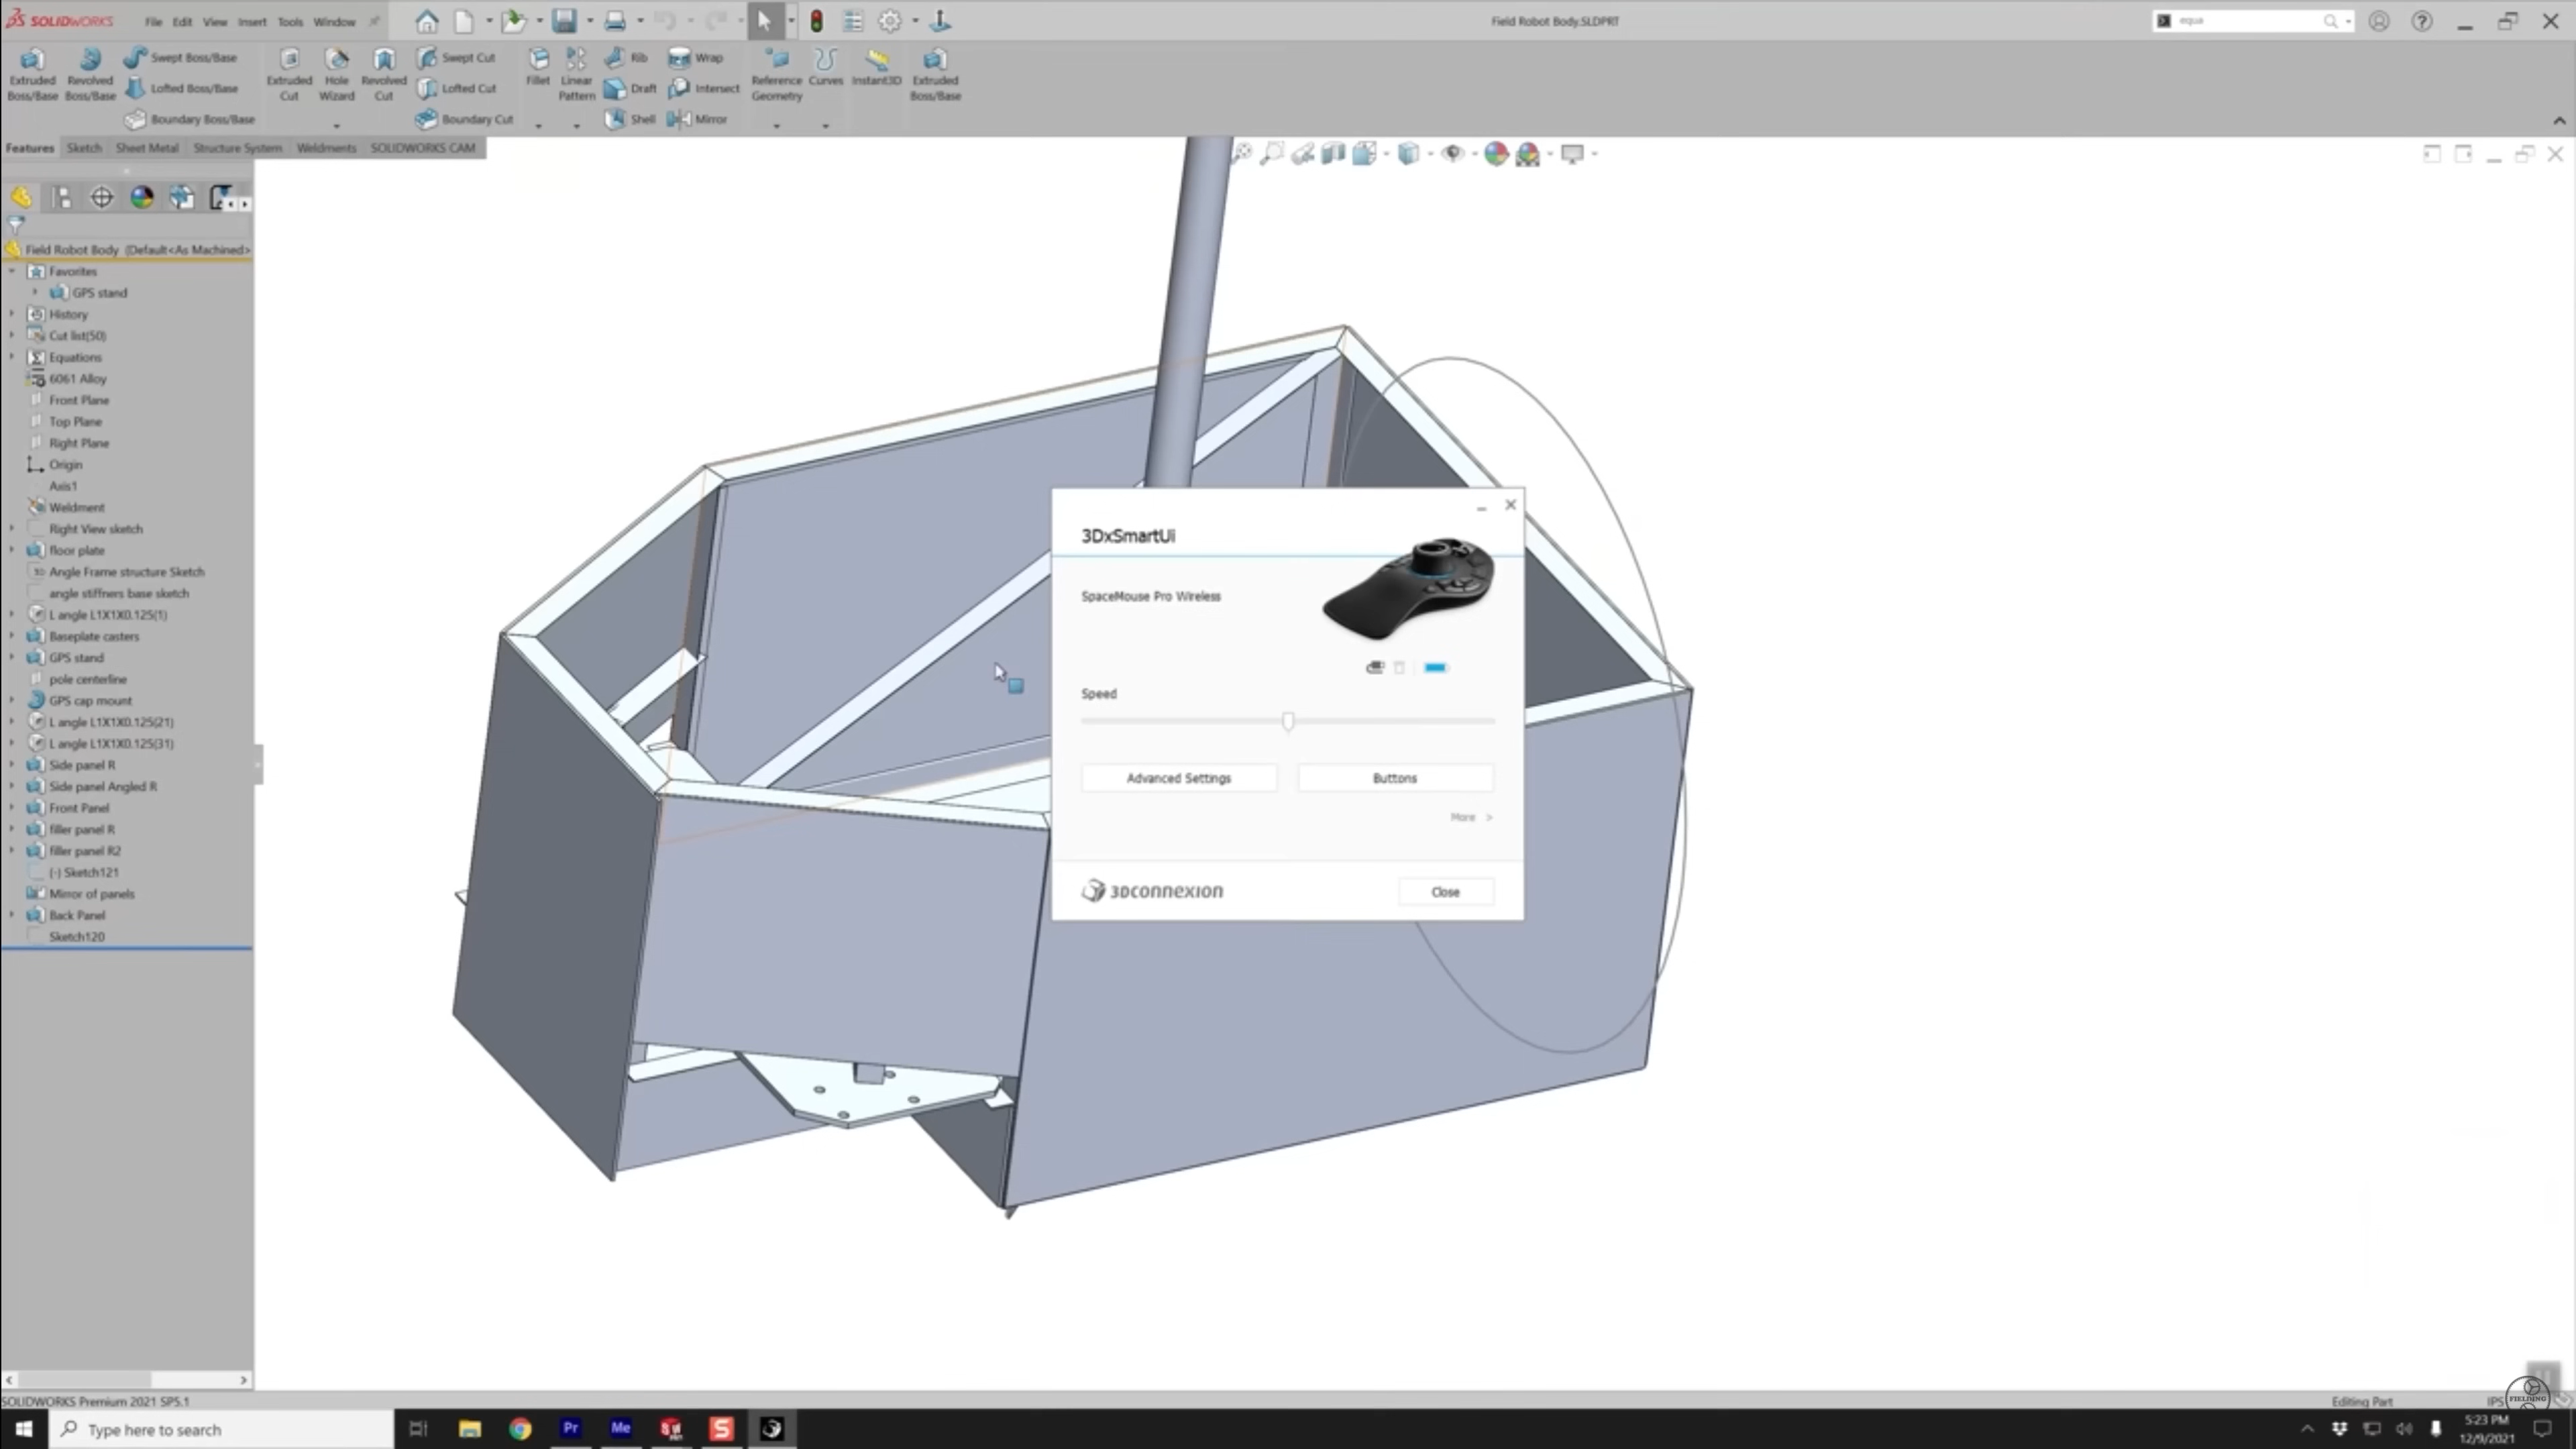 SOLIDWORKS File Edit View Insert Tools Window Field Robot Body.SLDPRT equa
Extruded Boss/Base
Revolved Boss/Base
Swept Boss/Base
Lofted Boss/Base
Boundary Boss/Base
Extruded Cut
Hole Wizard
Revolved Cut
Swept Cut
Lofted Cut
Boundary Cut
Fillet
Linear Pattern
Rib
Draft
Shell
Wrap
Intersect
Mirror
Reference Geometry
Curves
Instant3D
Extruded Boss/Base
Features Sketch Sheet Metal Structure System Weldments SOLIDWORKS CAM
Field Robot Body (Default<As Machined>
Favorites
GPS stand
History
Cut list(50)
Equations
6061 Alloy
Front Plane
Top Plane
Right Plane
Origin
Axis1
Weldment
Right View sketch
floor plate
3D Angle Frame structure Sketch
angle stiffners base sketch
L angle L1X1X0.125(1)
Baseplate casters
GPS stand
pole centerline
GPS cap mount
L angle L1X1X0.125(21)
L angle L1X1X0.125(31)
Side panel R
Side panel Angled R
Front Panel
filler panel R
filler panel R2
(-) Sketch121
Mirror of panels
Back Panel
Sketch120
3DxSmartUi
SpaceMouse Pro Wireless
Speed
Advanced Settings Buttons
More >
3DCONNEXION Close
SOLIDWORKS Premium 2021 SP5.1 Editing Part IPS
FIELDING
Type here to search Pr Me S 5:23 PM
12/9/2021